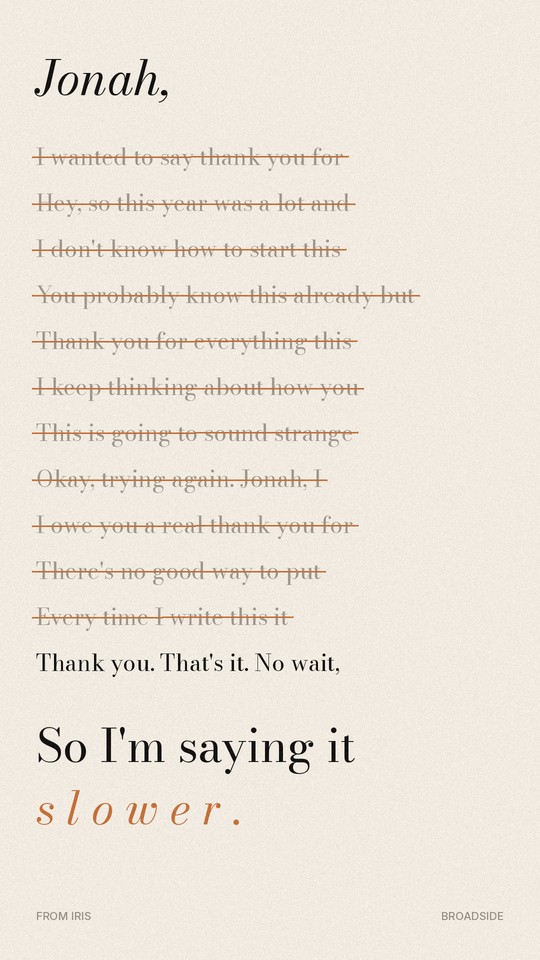 Jonah,
I wanted to say thank you for
Hey, so this year was a lot and
I don't know how to start this
You probably know this already but
Thank you for everything this
I keep thinking about how you
This is going to sound strange
Okay, trying again. Jonah, I
I owe you a real thank you for
There's no good way to put
Every time I write this it
Thank you. That's it. No wait,
So I'm saying it
slower.
FROM IRIS
BROADSIDE